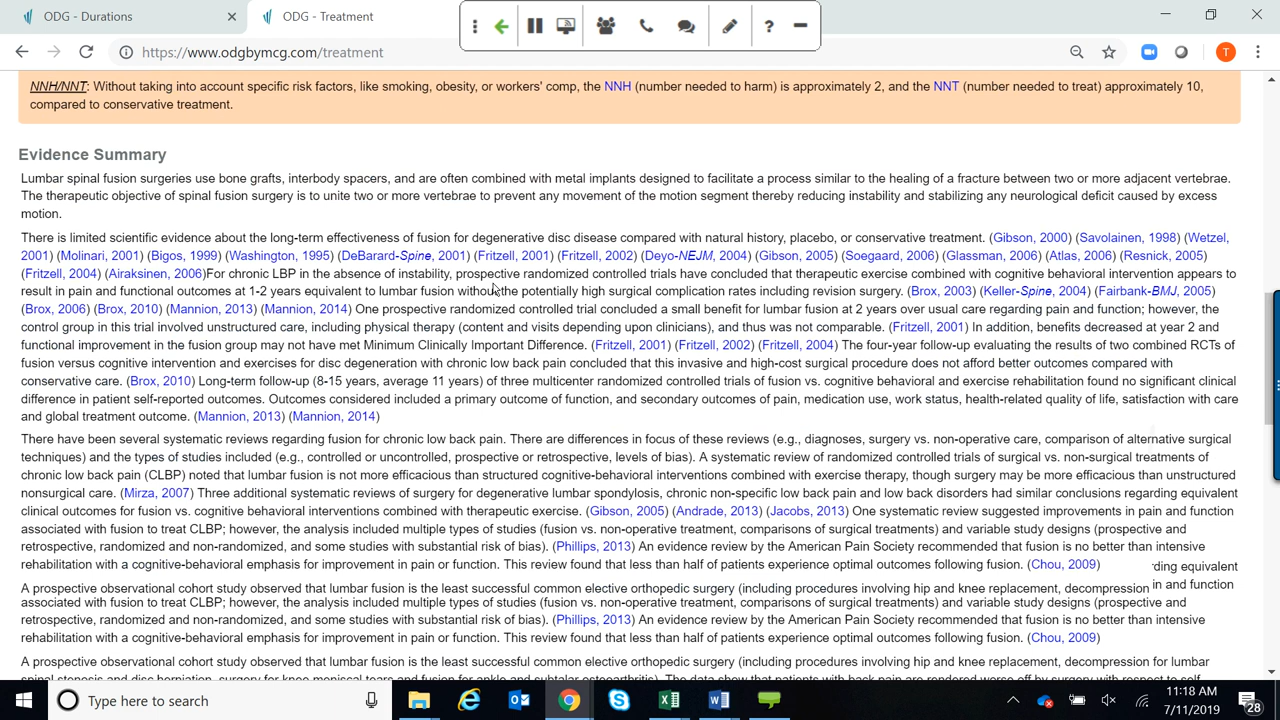 ODG - Durations
ODG - Treatment
https://www.odgbymcg.com/treatment
T
NNH/NNT: Without taking into account specific risk factors, like smoking, obesity, or workers' comp, the NNH (number needed to harm) is approximately 2, and the NNT (number needed to treat) approximately 10,
compared to conservative treatment.
Evidence Summary
Lumbar spinal fusion surgeries use bone grafts, interbody spacers, and are often combined with metal implants designed to facilitate a process similar to the healing of a fracture between two or more adjacent vertebrae.
The therapeutic objective of spinal fusion surgery is to unite two or more vertebrae to prevent any movement of the motion segment thereby reducing instability and stabilizing any neurological deficit caused by excess
motion.
There is limited scientific evidence about the long-term effectiveness of fusion for degenerative disc disease compared with natural history, placebo, or conservative treatment. (Gibson, 2000) (Savolainen, 1998) (Wetzel,
2001) (Molinari, 2001) (Bigos, 1999) (Washington, 1995) (DeBarard-Spine, 2001) (Fritzell, 2001) (Fritzell, 2002) (Deyo-NEJM, 2004) (Gibson, 2005) (Soegaard, 2006) (Glassman, 2006) (Atlas, 2006) (Resnick, 2005)
(Fritzell, 2004) (Airaksinen, 2006)For chronic LBP in the absence of instability, prospective randomized controlled trials have concluded that therapeutic exercise combined with cognitive behavioral intervention appears to
result in pain and functional outcomes at 1-2 years equivalent to lumbar fusion without the potentially high surgical complication rates including revision surgery. (Brox, 2003) (Keller-Spine, 2004) (Fairbank-BMJ, 2005)
(Brox, 2006) (Brox, 2010) (Mannion, 2013) (Mannion, 2014) One prospective randomized controlled trial concluded a small benefit for lumbar fusion at 2 years over usual care regarding pain and function; however, the
control group in this trial involved unstructured care, including physical therapy (content and visits depending upon clinicians), and thus was not comparable. (Fritzell, 2001) In addition, benefits decreased at year 2 and
functional improvement in the fusion group may not have met Minimum Clinically Important Difference. (Fritzell, 2001) (Fritzell, 2002) (Fritzell, 2004) The four-year follow-up evaluating the results of two combined RCTs of
fusion versus cognitive intervention and exercises for disc degeneration with chronic low back pain concluded that this invasive and high-cost surgical procedure does not afford better outcomes compared with
conservative care. (Brox, 2010) Long-term follow-up (8-15 years, average 11 years) of three multicenter randomized controlled trials of fusion vs. cognitive behavioral and exercise rehabilitation found no significant clinical
difference in patient self-reported outcomes. Outcomes considered included a primary outcome of function, and secondary outcomes of pain, medication use, work status, health-related quality of life, satisfaction with care
and global treatment outcome. (Mannion, 2013) (Mannion, 2014)
There have been several systematic reviews regarding fusion for chronic low back pain. There are differences in focus of these reviews (e.g., diagnoses, surgery vs. non-operative care, comparison of alternative surgical
techniques) and the types of studies included (e.g., controlled or uncontrolled, prospective or retrospective, levels of bias). A systematic review of randomized controlled trials of surgical vs. non-surgical treatments of
chronic low back pain (CLBP) noted that lumbar fusion is not more efficacious than structured cognitive-behavioral interventions combined with exercise therapy, though surgery may be more efficacious than unstructured
nonsurgical care. (Mirza, 2007) Three additional systematic reviews of surgery for degenerative lumbar spondylosis, chronic non-specific low back pain and low back disorders had similar conclusions regarding equivalent
clinical outcomes for fusion vs. cognitive behavioral interventions combined with therapeutic exercise. (Gibson, 2005) (Andrade, 2013) (Jacobs, 2013) One systematic review suggested improvements in pain and function
associated with fusion to treat CLBP; however, the analysis included multiple types of studies (fusion vs. non-operative treatment, comparisons of surgical treatments) and variable study designs (prospective and
retrospective, randomized and non-randomized, and some studies with substantial risk of bias). (Phillips, 2013) An evidence review by the American Pain Society recommended that fusion is no better than intensive
rehabilitation with a cognitive-behavioral emphasis for improvement in pain or function. This review found that less than half of patients experience optimal outcomes following fusion. (Chou, 2009) rding equivalent
A prospective observational cohort study observed that lumbar fusion is the least successful common elective orthopedic surgery (including procedures involving hip and knee replacement, decompression in and function
associated with fusion to treat CLBP; however, the analysis included multiple types of studies (fusion vs. non-operative treatment, comparisons of surgical treatments) and variable study designs (prospective and
retrospective, randomized and non-randomized, and some studies with substantial risk of bias). (Phillips, 2013) An evidence review by the American Pain Society recommended that fusion is no better than intensive
rehabilitation with a cognitive-behavioral emphasis for improvement in pain or function. This review found that less than half of patients experience optimal outcomes following fusion. (Chou, 2009)
A prospective observational cohort study observed that lumbar fusion is the least successful common elective orthopedic surgery (including procedures involving hip and knee replacement, decompression for lumbar
spinal stenosis and disc herniation, surgery for knee meniscal tears and fusion for ankle and subtalar osteoarthritis). The data show that patients with back pain are rendered worse off by surgery with respect to self
Type here to search
11:18 AM
7/11/2019
28